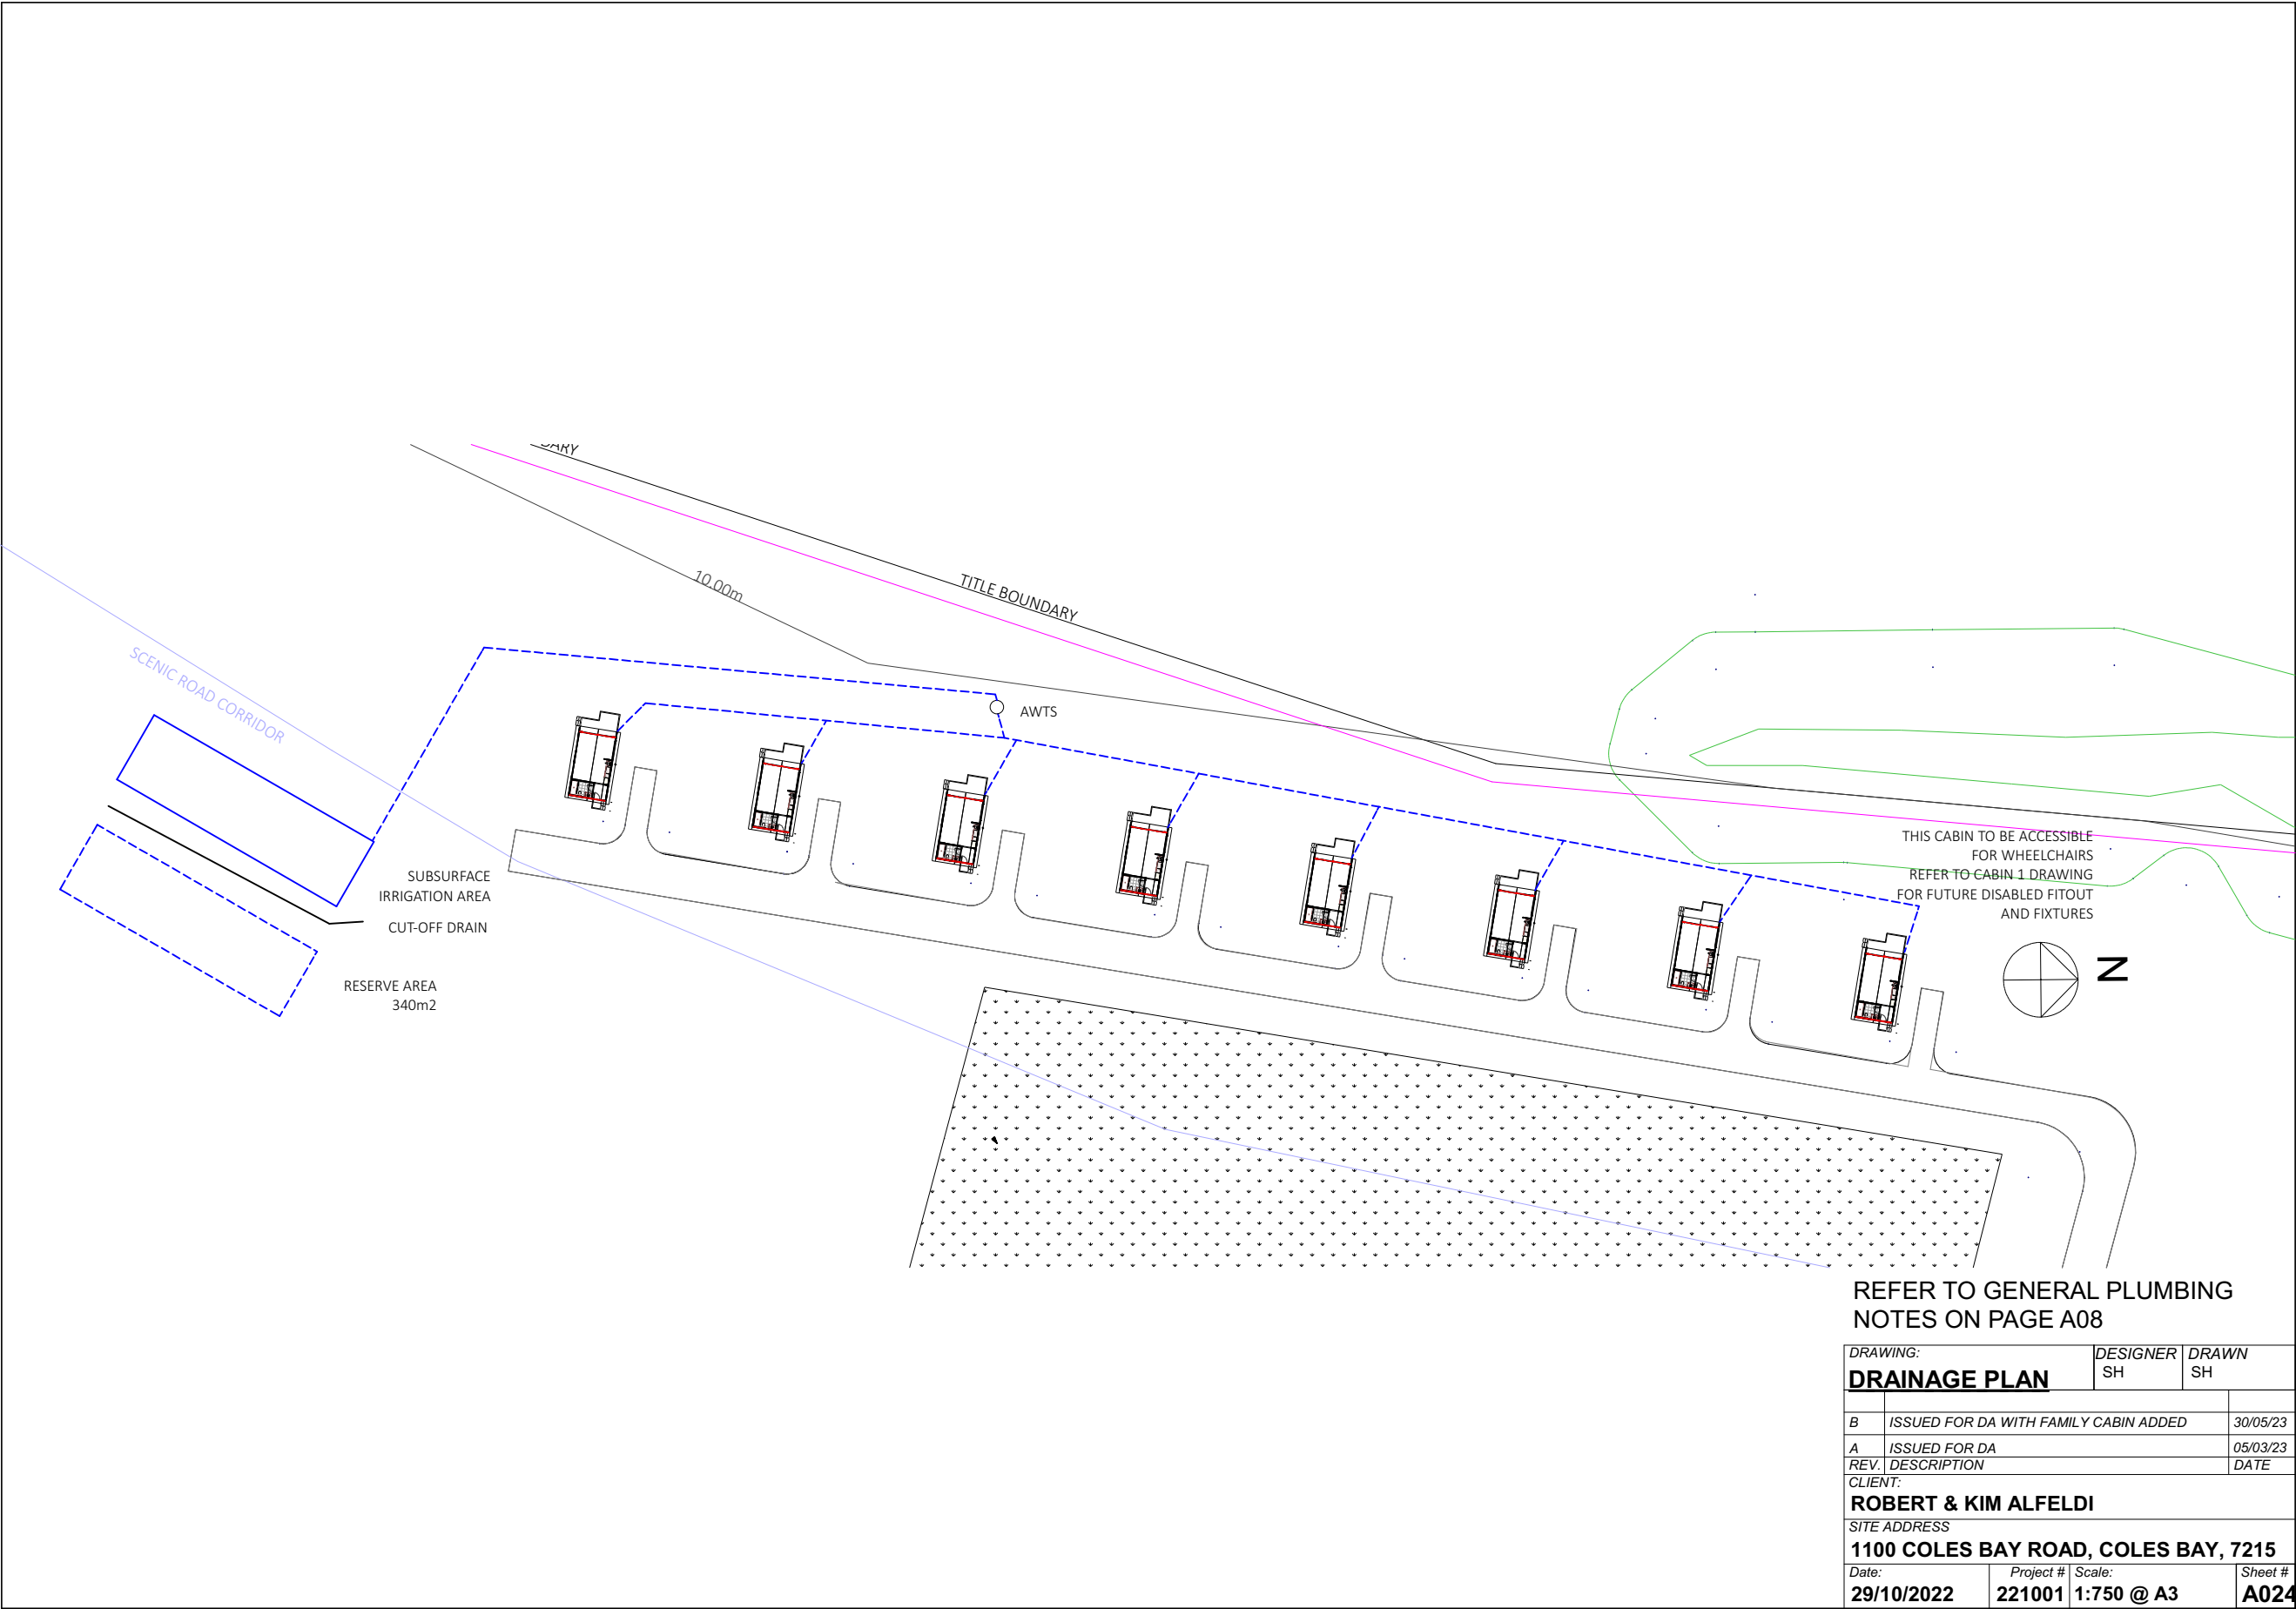 10.00m
TITLE BOUNDARY
SCENIC ROAD CORRIDOR
AWTS
THIS CABIN TO BE ACCESSIBLE
FOR WHEELCHAIRS
REFER TO CABIN 1 DRAWING
FOR FUTURE DISABLED FITOUT
AND FIXTURES
SUBSURFACE
IRRIGATION AREA
CUT-OFF DRAIN
RESERVE AREA
340m2
N
REFER TO GENERAL PLUMBING
NOTES ON PAGE A08
DRAWING: DESIGNER DRAWN
DRAINAGE PLAN SH SH
B ISSUED FOR DA WITH FAMILY CABIN ADDED 30/05/23
A ISSUED FOR DA 05/03/23
REV. DESCRIPTION DATE
CLIENT:
ROBERT & KIM ALFELDI
SITE ADDRESS
1100 COLES BAY ROAD, COLES BAY, 7215
Date: Project # Scale: Sheet #
29/10/2022 221001 1:750 @ A3 A024